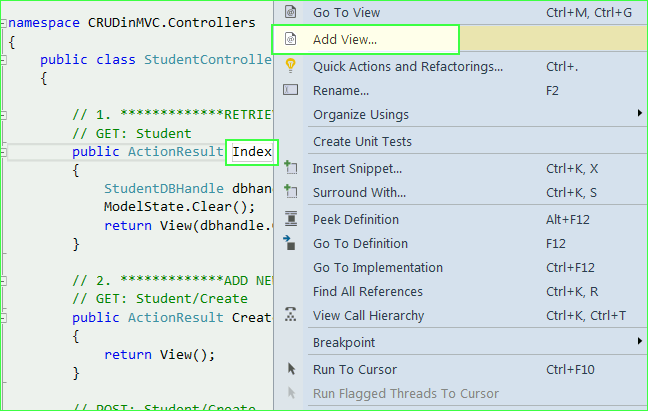 namespace CRUDinMVC.Controllers
{
public class StudentController
{
// 1. *************RETRIE
// GET: Student
public ActionResult Index
{
StudentDBHandle dbhand
ModelState.Clear();
return View(dbhandle.
}
// 2. *************ADD NE
// GET: Student/Create
public ActionResult Creat
{
return View();
}
// POST: Student/Create
Go To View Ctrl+M, Ctrl+G
Add View...
Quick Actions and Refactorings... Ctrl+.
Rename... F2
Organize Usings
Create Unit Tests
Insert Snippet... Ctrl+K, X
Surround With... Ctrl+K, S
Peek Definition Alt+F12
Go To Definition F12
Go To Implementation Ctrl+F12
Find All References Ctrl+K, R
View Call Hierarchy Ctrl+K, Ctrl+T
Breakpoint
Run To Cursor Ctrl+F10
Run Flagged Threads To Cursor